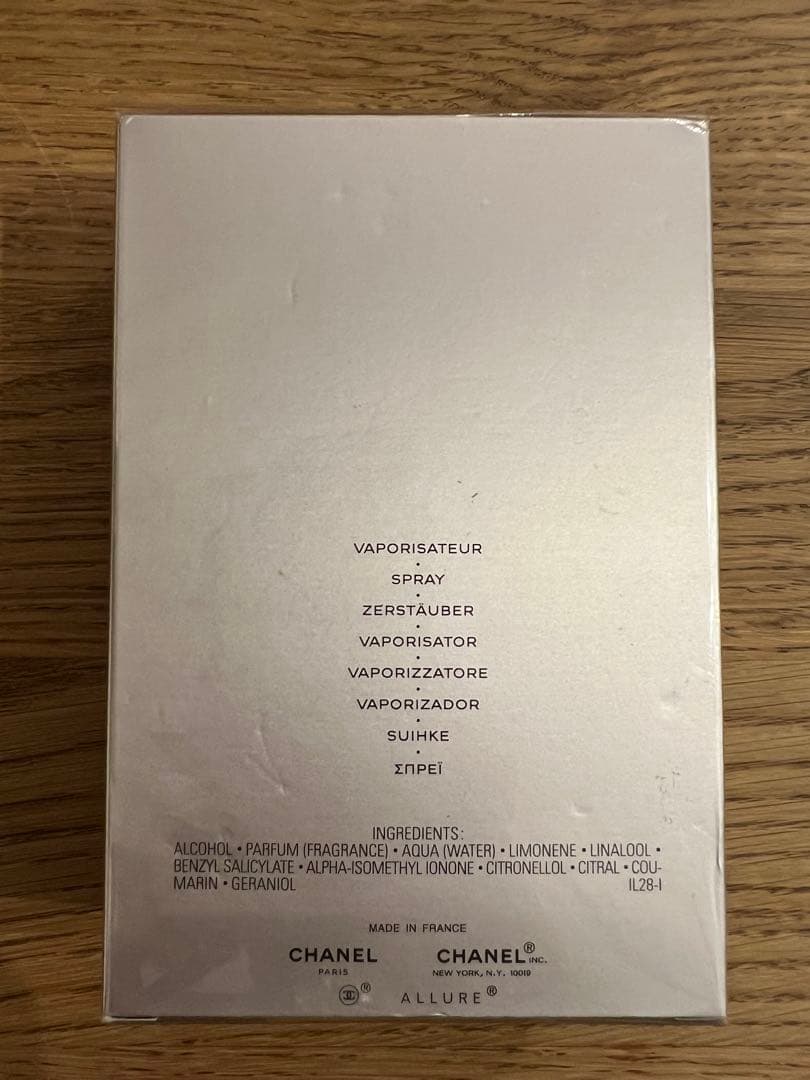 VAPORISATEUR
•
SPRAY
•
ZERSTÄUBER
•
VAPORISATOR
•
VAPORIZZATORE
•
VAPORIZADOR
•
SUIHKE
•
ΣΠΡΕΪ
INGREDIENTS:
ALCOHOL • PARFUM (FRAGRANCE) • AQUA (WATER) • LIMONENE • LINALOOL •
BENZYL SALICYLATE • ALPHA-ISOMETHYL IONONE • CITRONELLOL • CITRAL • COU-
MARIN • GERANIOL IL28-I
MADE IN FRANCE
CHANEL CHANEL® INC.
PARIS NEW YORK, N.Y. 10019
® ALLURE®